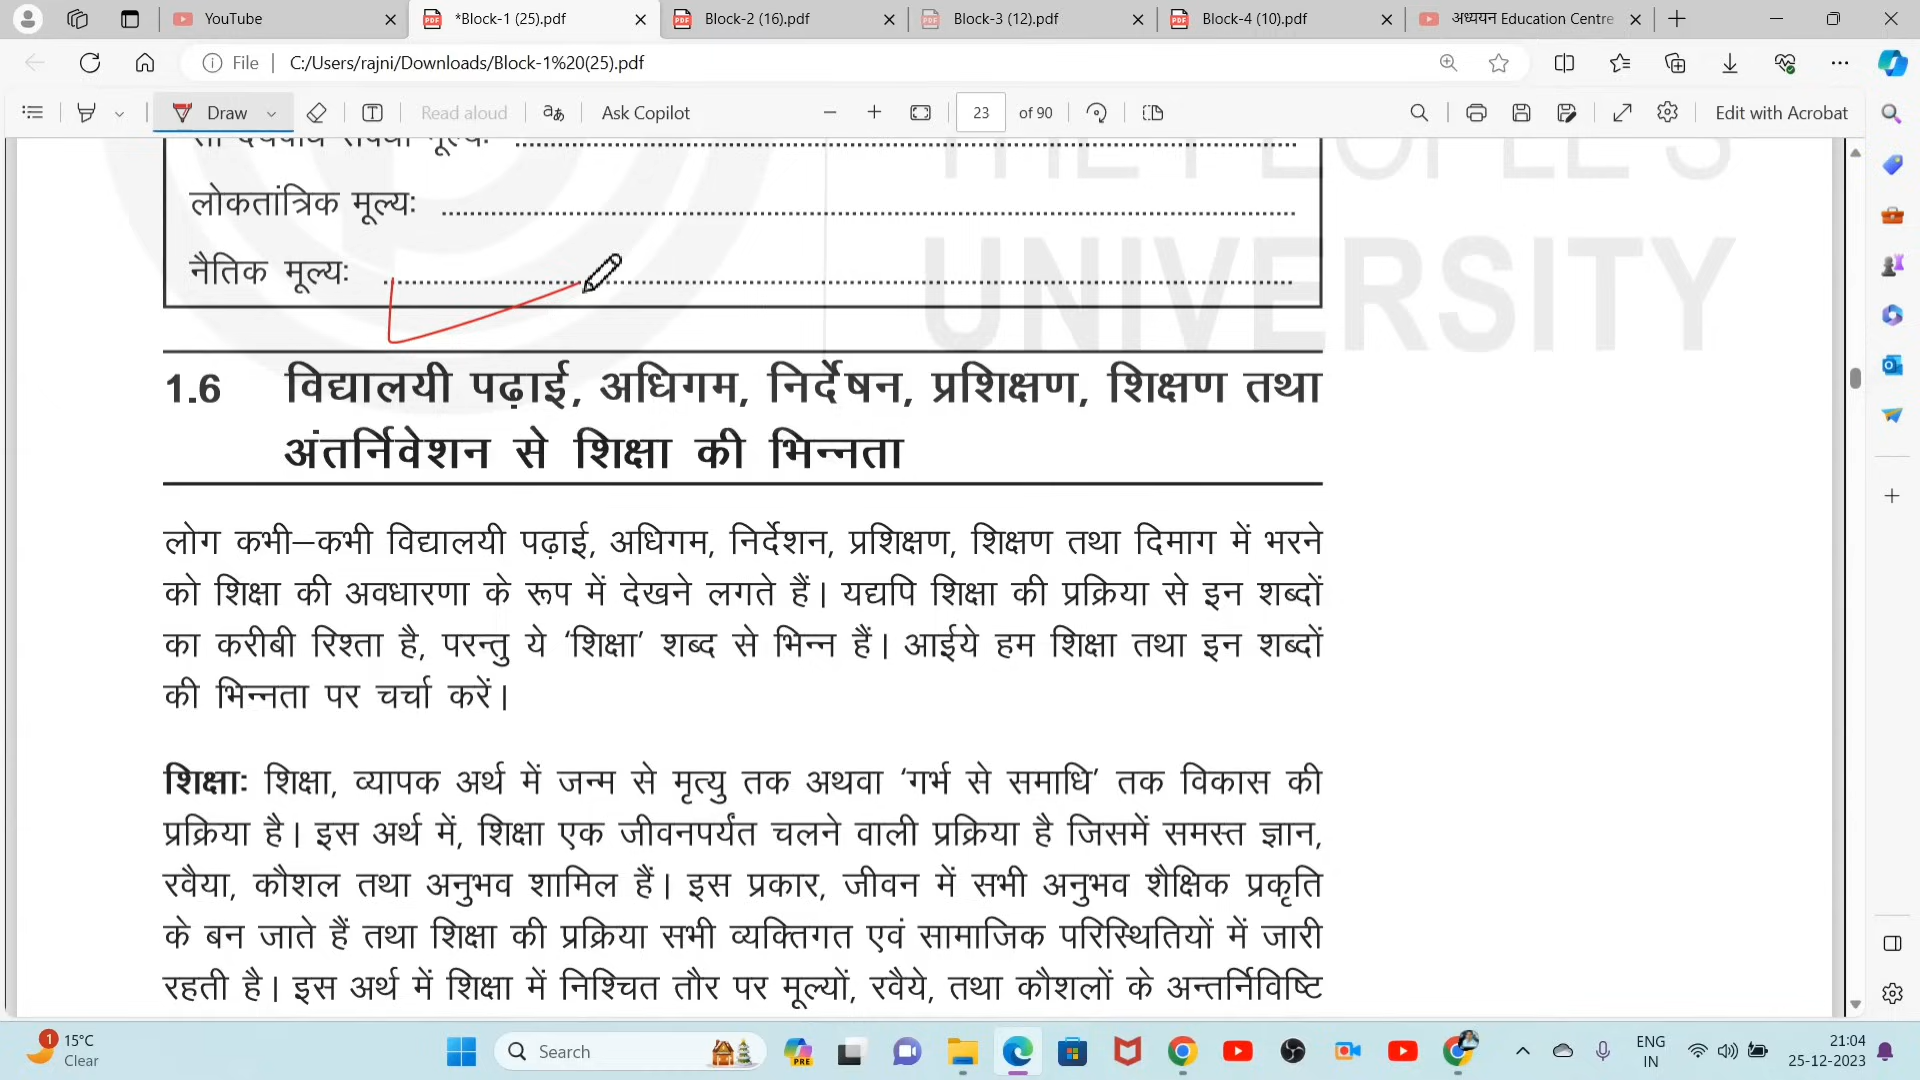 YouTube
*Block-1 (25).pdf
Block-2 (16).pdf
Block-3 (12).pdf
Block-4 (10).pdf
अध्ययन Education Centre
File
C:/Users/rajni/Downloads/Block-1%20(25).pdf
Draw
Read aloud
Ask Copilot
23
of 90
Edit with Acrobat
THE PEOPLE'S
UNIVERSITY
लोकतांत्रिक मूल्य:
नैतिक मूल्य:
1.6 विद्यालयी पढ़ाई, अधिगम, निर्देषन, प्रशिक्षण, शिक्षण तथा
अंतर्निवेशन से शिक्षा की भिन्नता
लोग कभी–कभी विद्यालयी पढ़ाई, अधिगम, निर्देशन, प्रशिक्षण, शिक्षण तथा दिमाग में भरने
को शिक्षा की अवधारणा के रूप में देखने लगते हैं। यद्यपि शिक्षा की प्रक्रिया से इन शब्दों
का करीबी रिश्ता है, परन्तु ये ‘शिक्षा’ शब्द से भिन्न हैं। आईये हम शिक्षा तथा इन शब्दों
की भिन्नता पर चर्चा करें।
शिक्षाः शिक्षा, व्यापक अर्थ में जन्म से मृत्यु तक अथवा ‘गर्भ से समाधि’ तक विकास की
प्रक्रिया है। इस अर्थ में, शिक्षा एक जीवनपर्यंत चलने वाली प्रक्रिया है जिसमें समस्त ज्ञान,
रवैया, कौशल तथा अनुभव शामिल हैं। इस प्रकार, जीवन में सभी अनुभव शैक्षिक प्रकृति
के बन जाते हैं तथा शिक्षा की प्रक्रिया सभी व्यक्तिगत एवं सामाजिक परिस्थितियों में जारी
रहती है। इस अर्थ में शिक्षा में निश्चित तौर पर मूल्यों, रवैये, तथा कौशलों के अन्तर्निविष्टि
1
15°C
Clear
Search
PRE
ENG
IN
21:04
25-12-2023